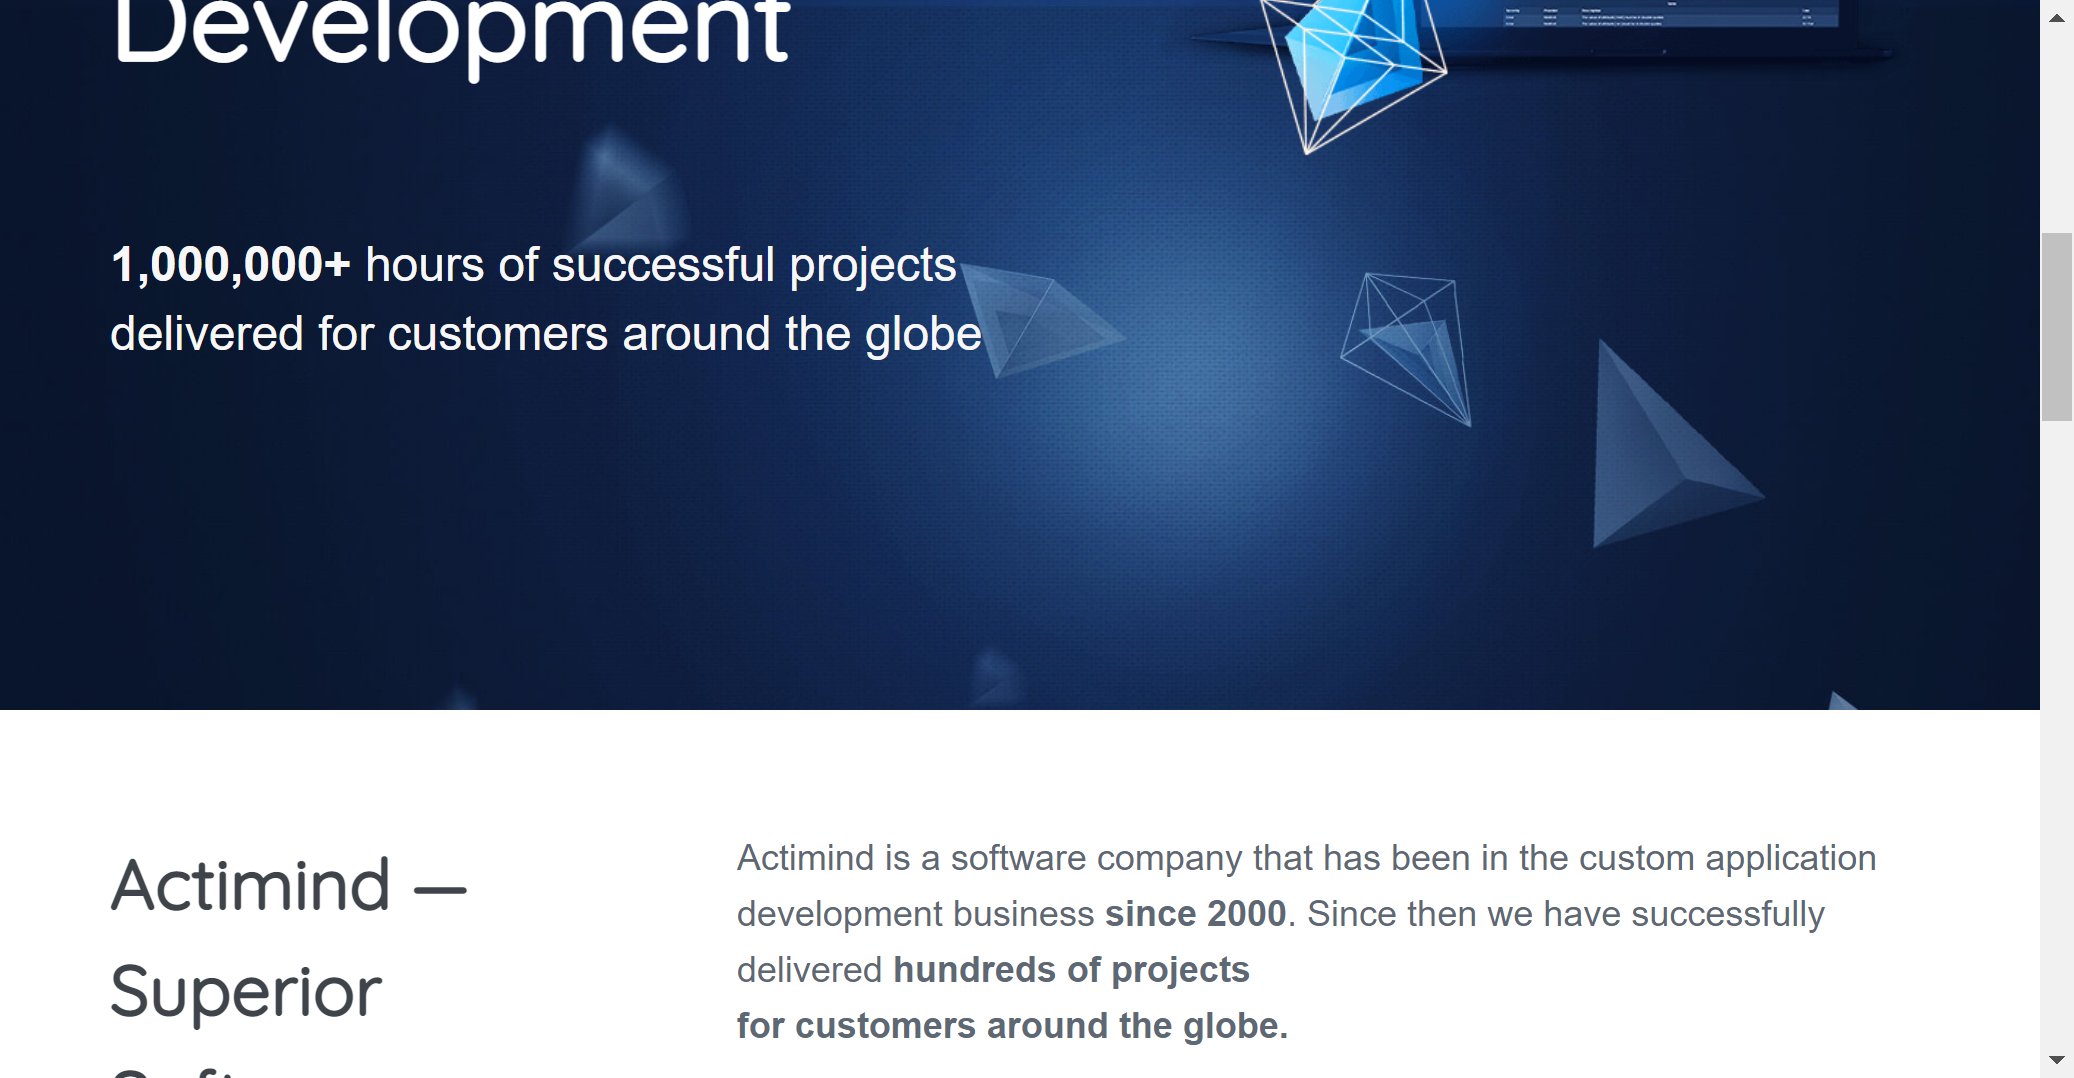 Development
1,000,000+ hours of successful projects
delivered for customers around the globe
Actimind —
Superior
Actimind is a software company that has been in the custom application
development business since 2000. Since then we have successfully
delivered hundreds of projects
for customers around the globe.